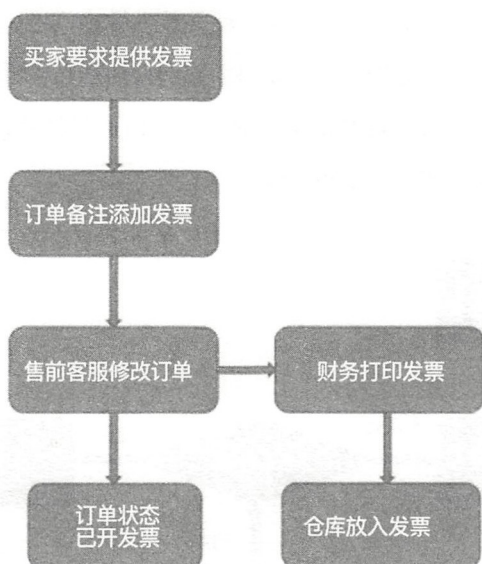 买家要求提供发票
订单备注添加发票
售前客服修改订单
财务打印发票
订单状态
已开发票
仓库放入发票